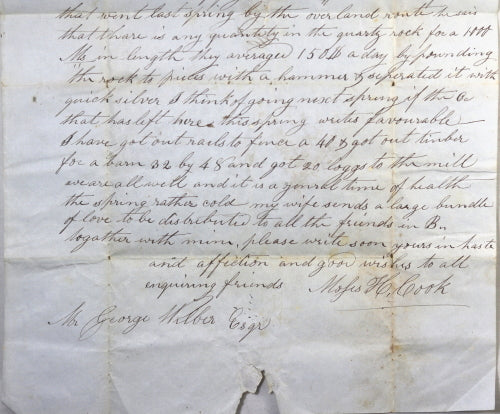 that went last spring by the overland route he sais
that thare is any quantity in the quartz rock for a 1000
Ms in length they averaged 150$ a day by pounding
the rock to pieces with a hammer & seperated it with
quick silver I think of going next spring if the Co
that has left here this spring writes favourable
I have got out rails to fince a 40 & got out timber
for a barn 32 by 48 and got 20 loggs to the mill
we are all well and it is a genral time of health
the spring rather cold my wife sends a large bundle
of love to be distributed to all the friends in B.
togather with mine, please write soon yours in haste
and affiction and good wishes to all
enquiring friends Moses H. Cook
Mr George Wilber Esqr